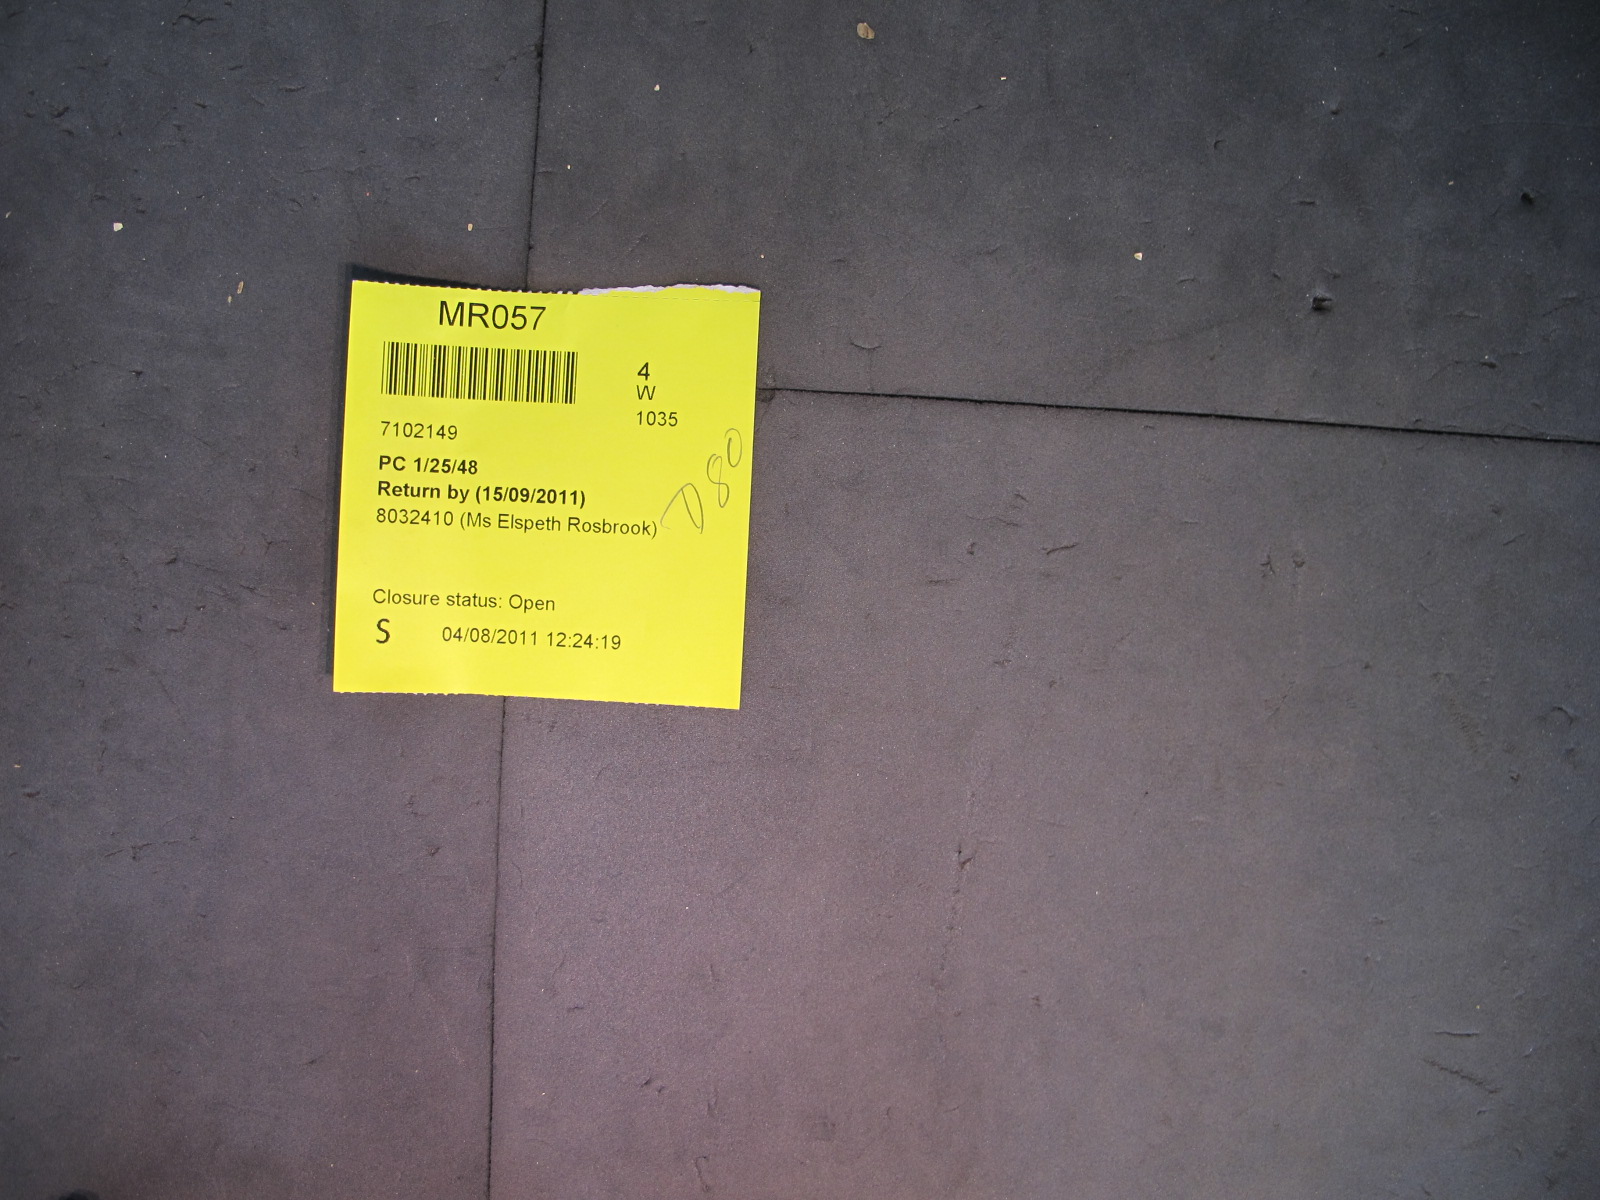 MR057
4
W
1035
7102149
PC 1/25/48
Return by (15/09/2011)
8032410 (Ms Elspeth Rosbrook)
D80
Closure status: Open
S 04/08/2011 12:24:19